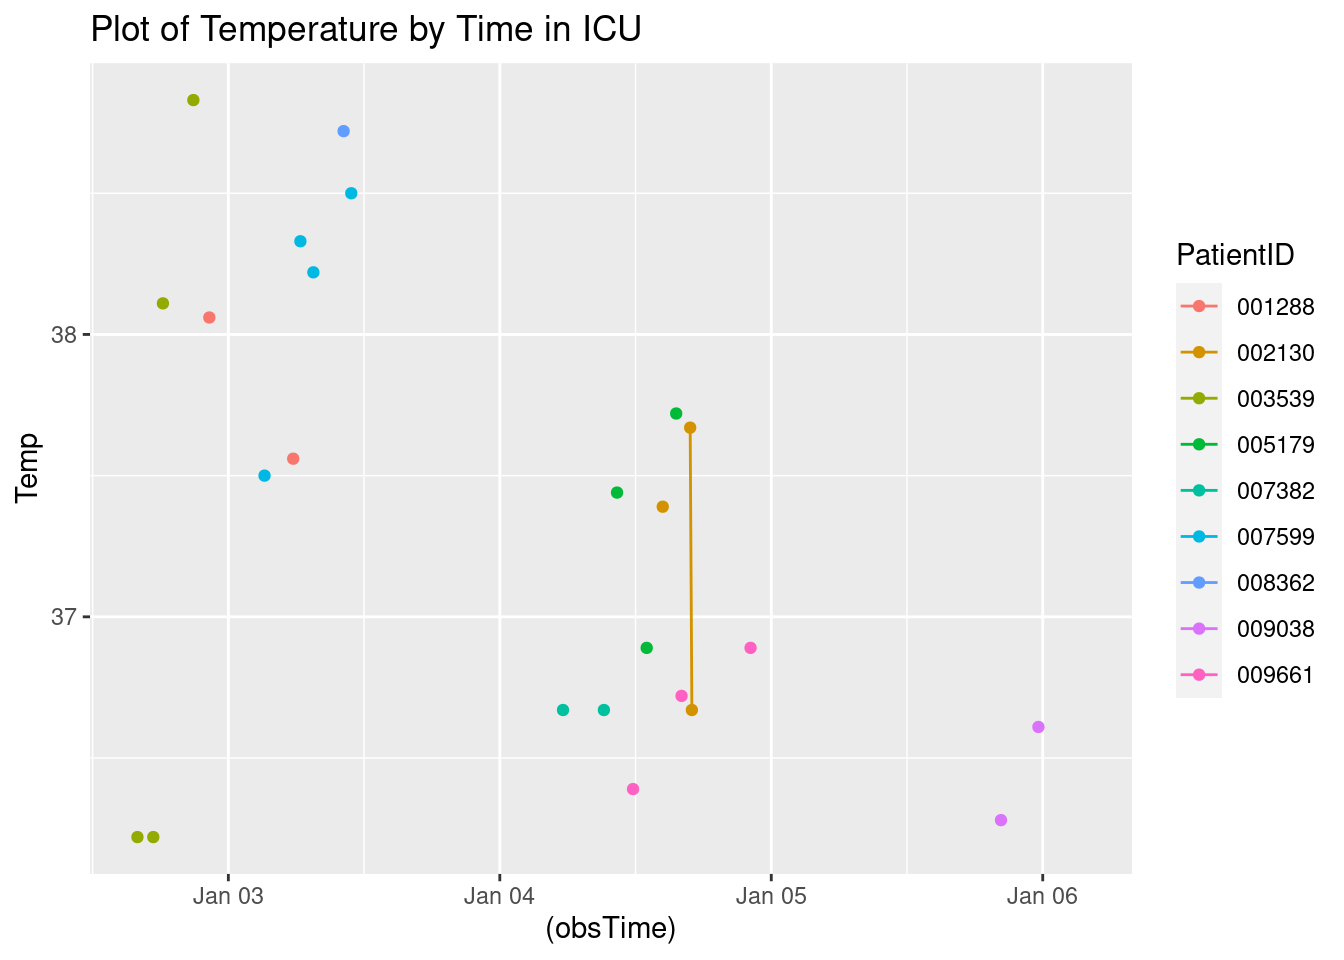 Plot of Temperature by Time in ICU
Temp
38
37
Jan 03
Jan 04
Jan 05
Jan 06
(obsTime)
PatientID
001288
002130
003539
005179
007382
007599
008362
009038
009661